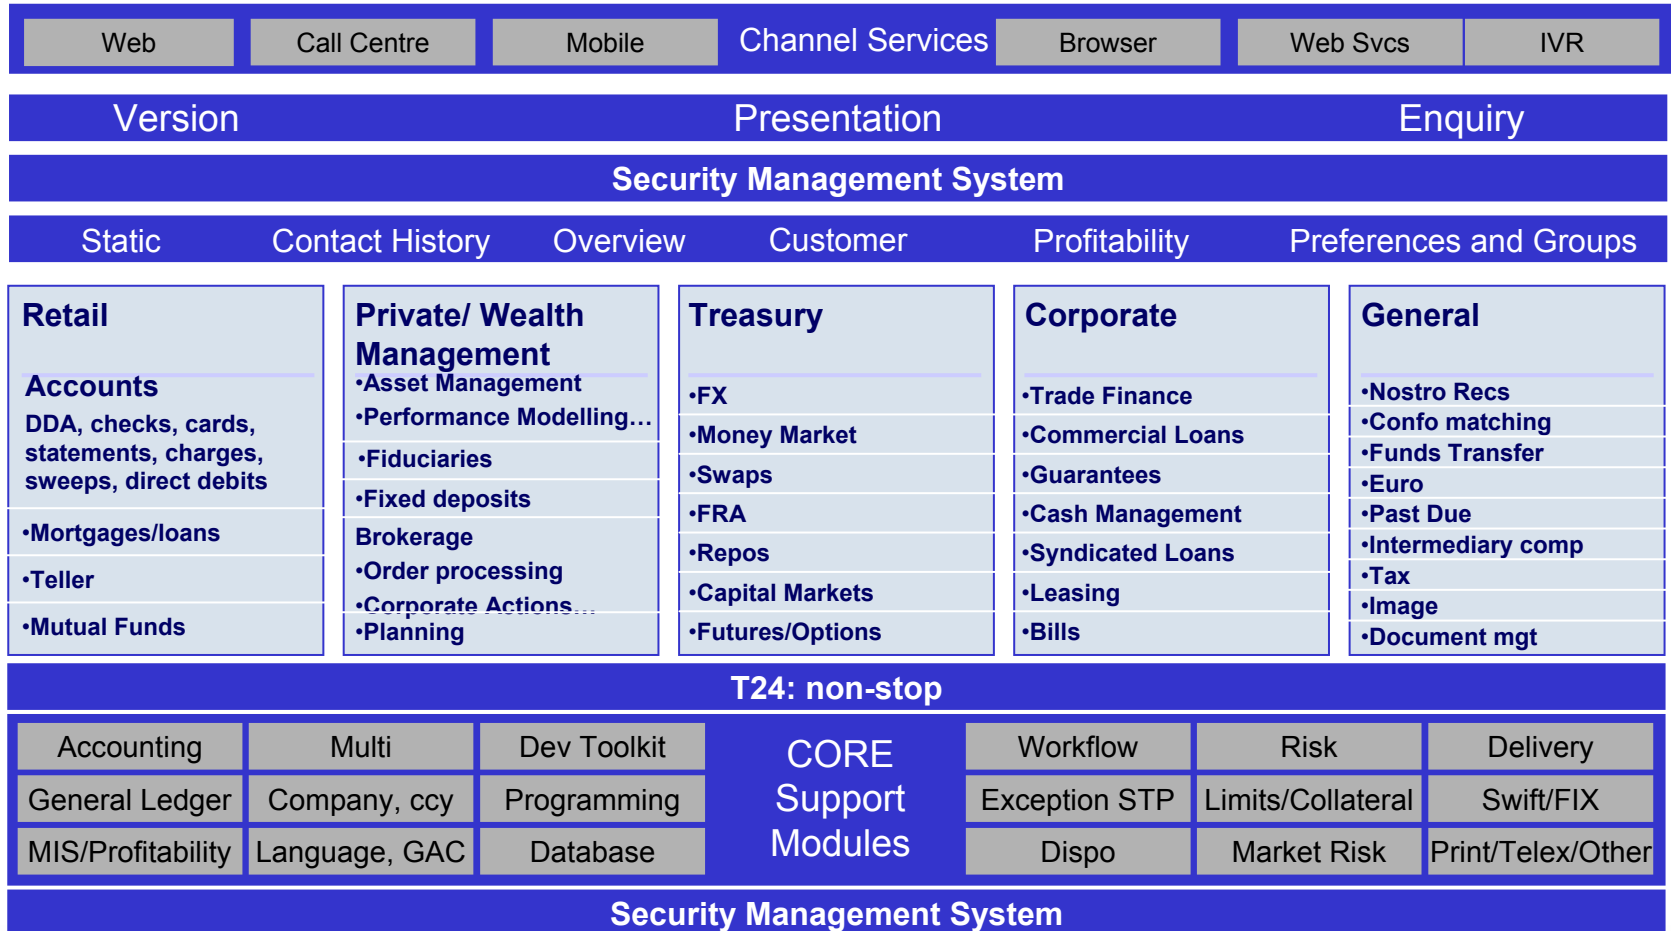 Web Call Centre Mobile Channel Services Browser Web Svcs IVR
Version Presentation Enquiry
Security Management System
Static Contact History Overview Customer Profitability Preferences and Groups
Retail
Accounts
DDA, checks, cards,
statements, charges,
sweeps, direct debits
•Mortgages/loans
•Teller
•Mutual Funds
Private/ Wealth
Management
•Asset Management
•Performance Modelling…
•Fiduciaries
•Fixed deposits
Brokerage
•Order processing
•Corporate Actions…
•Planning
Treasury
•FX
•Money Market
•Swaps
•FRA
•Repos
•Capital Markets
•Futures/Options
Corporate
•Trade Finance
•Commercial Loans
•Guarantees
•Cash Management
•Syndicated Loans
•Leasing
•Bills
General
•Nostro Recs
•Confo matching
•Funds Transfer
•Euro
•Past Due
•Intermediary comp
•Tax
•Image
•Document mgt
T24: non-stop
Accounting Multi Dev Toolkit
General Ledger Company, ccy Programming
MIS/Profitability Language, GAC Database
CORE
Support
Modules
Workflow Risk Delivery
Exception STP Limits/Collateral Swift/FIX
Dispo Market Risk Print/Telex/Other
Security Management System